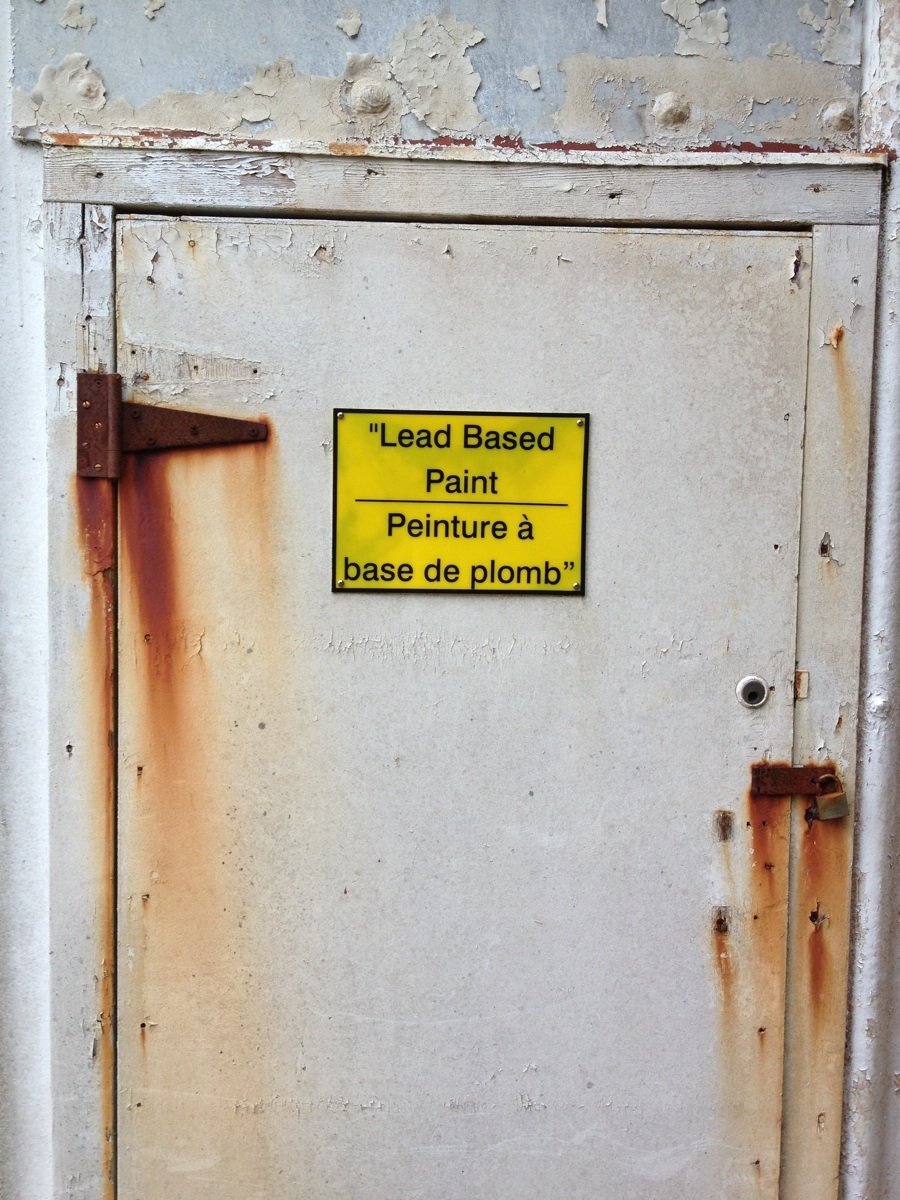 "Lead Based
Paint
Peinture à
base de plomb”